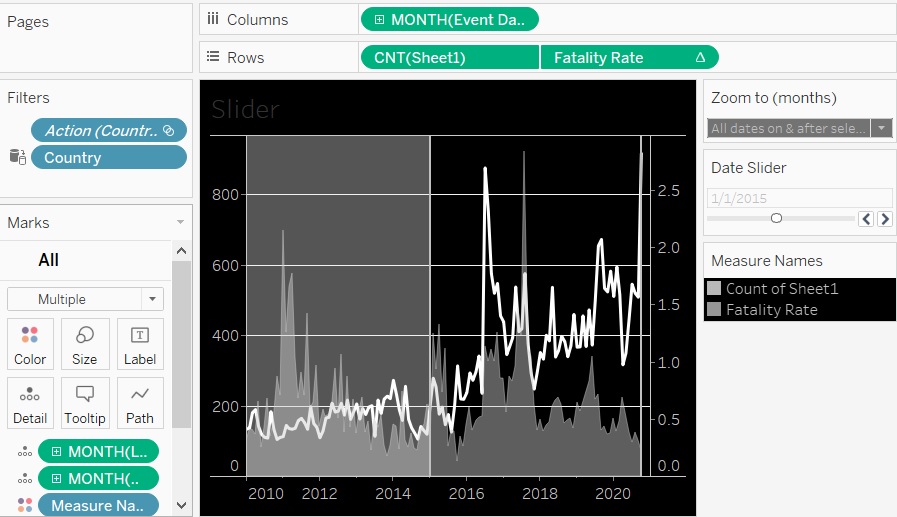 Pages
Columns
MONTH(Event Da..
Rows
CNT(Sheet1)
Fatality Rate
Δ
Filters
Action (Countr..
Country
Marks
All
Multiple
Color
Size
Label
T
Detail
Tooltip
Path
MONTH(L..
MONTH(..
Measure Na..
Slider
800
600
400
200
0
2.5
2.0
1.5
1.0
0.5
0.0
2010 2012 2014 2016 2018 2020
Zoom to (months)
All dates on & after sele...
Date Slider
1/1/2015
Measure Names
Count of Sheet1
Fatality Rate